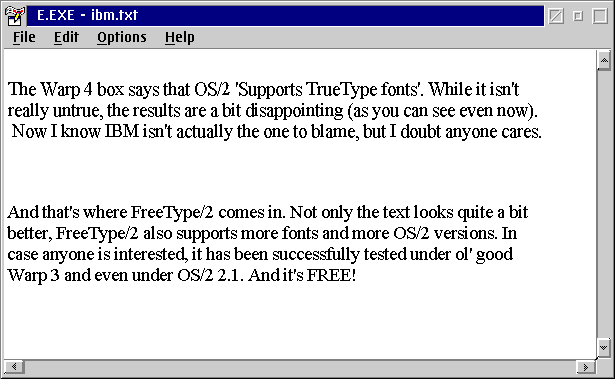 E.EXE - ibm.txt
File Edit Options Help
The Warp 4 box says that OS/2 'Supports TrueType fonts'. While it isn't
really untrue, the results are a bit disappointing (as you can see even now).
Now I know IBM isn't actually the one to blame, but I doubt anyone cares.
And that's where FreeType/2 comes in. Not only the text looks quite a bit
better, FreeType/2 also supports more fonts and more OS/2 versions. In
case anyone is interested, it has been successfully tested under ol' good
Warp 3 and even under OS/2 2.1. And it's FREE!